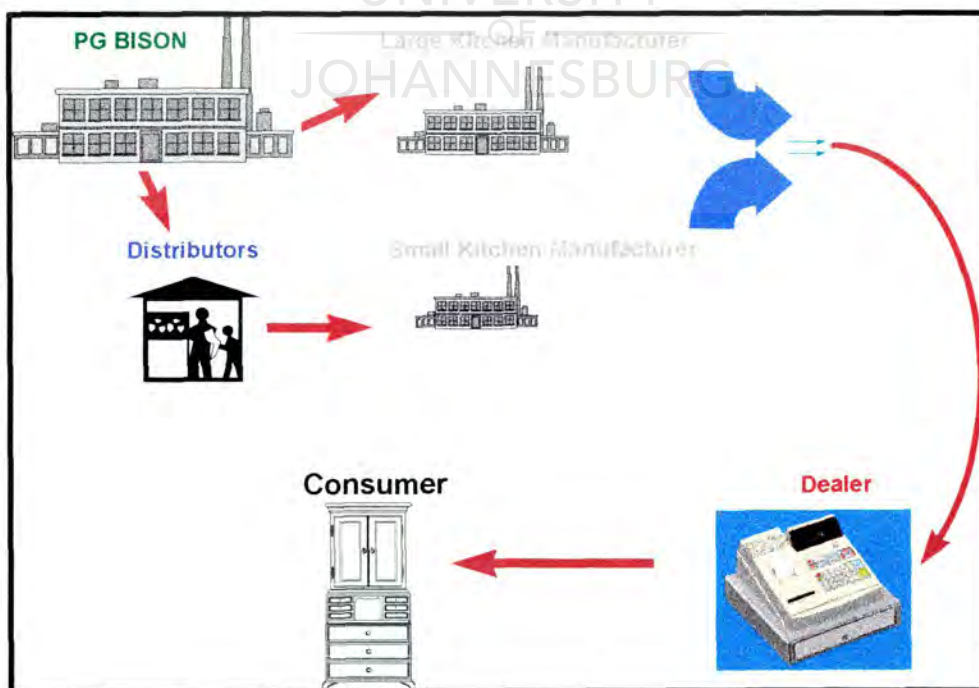 UNIVERSITY
OF
JOHANNESBURG
PG BISON
Large Kitchen Manufacturer
Distributors
Small Kitchen Manufacturer
Consumer
Dealer